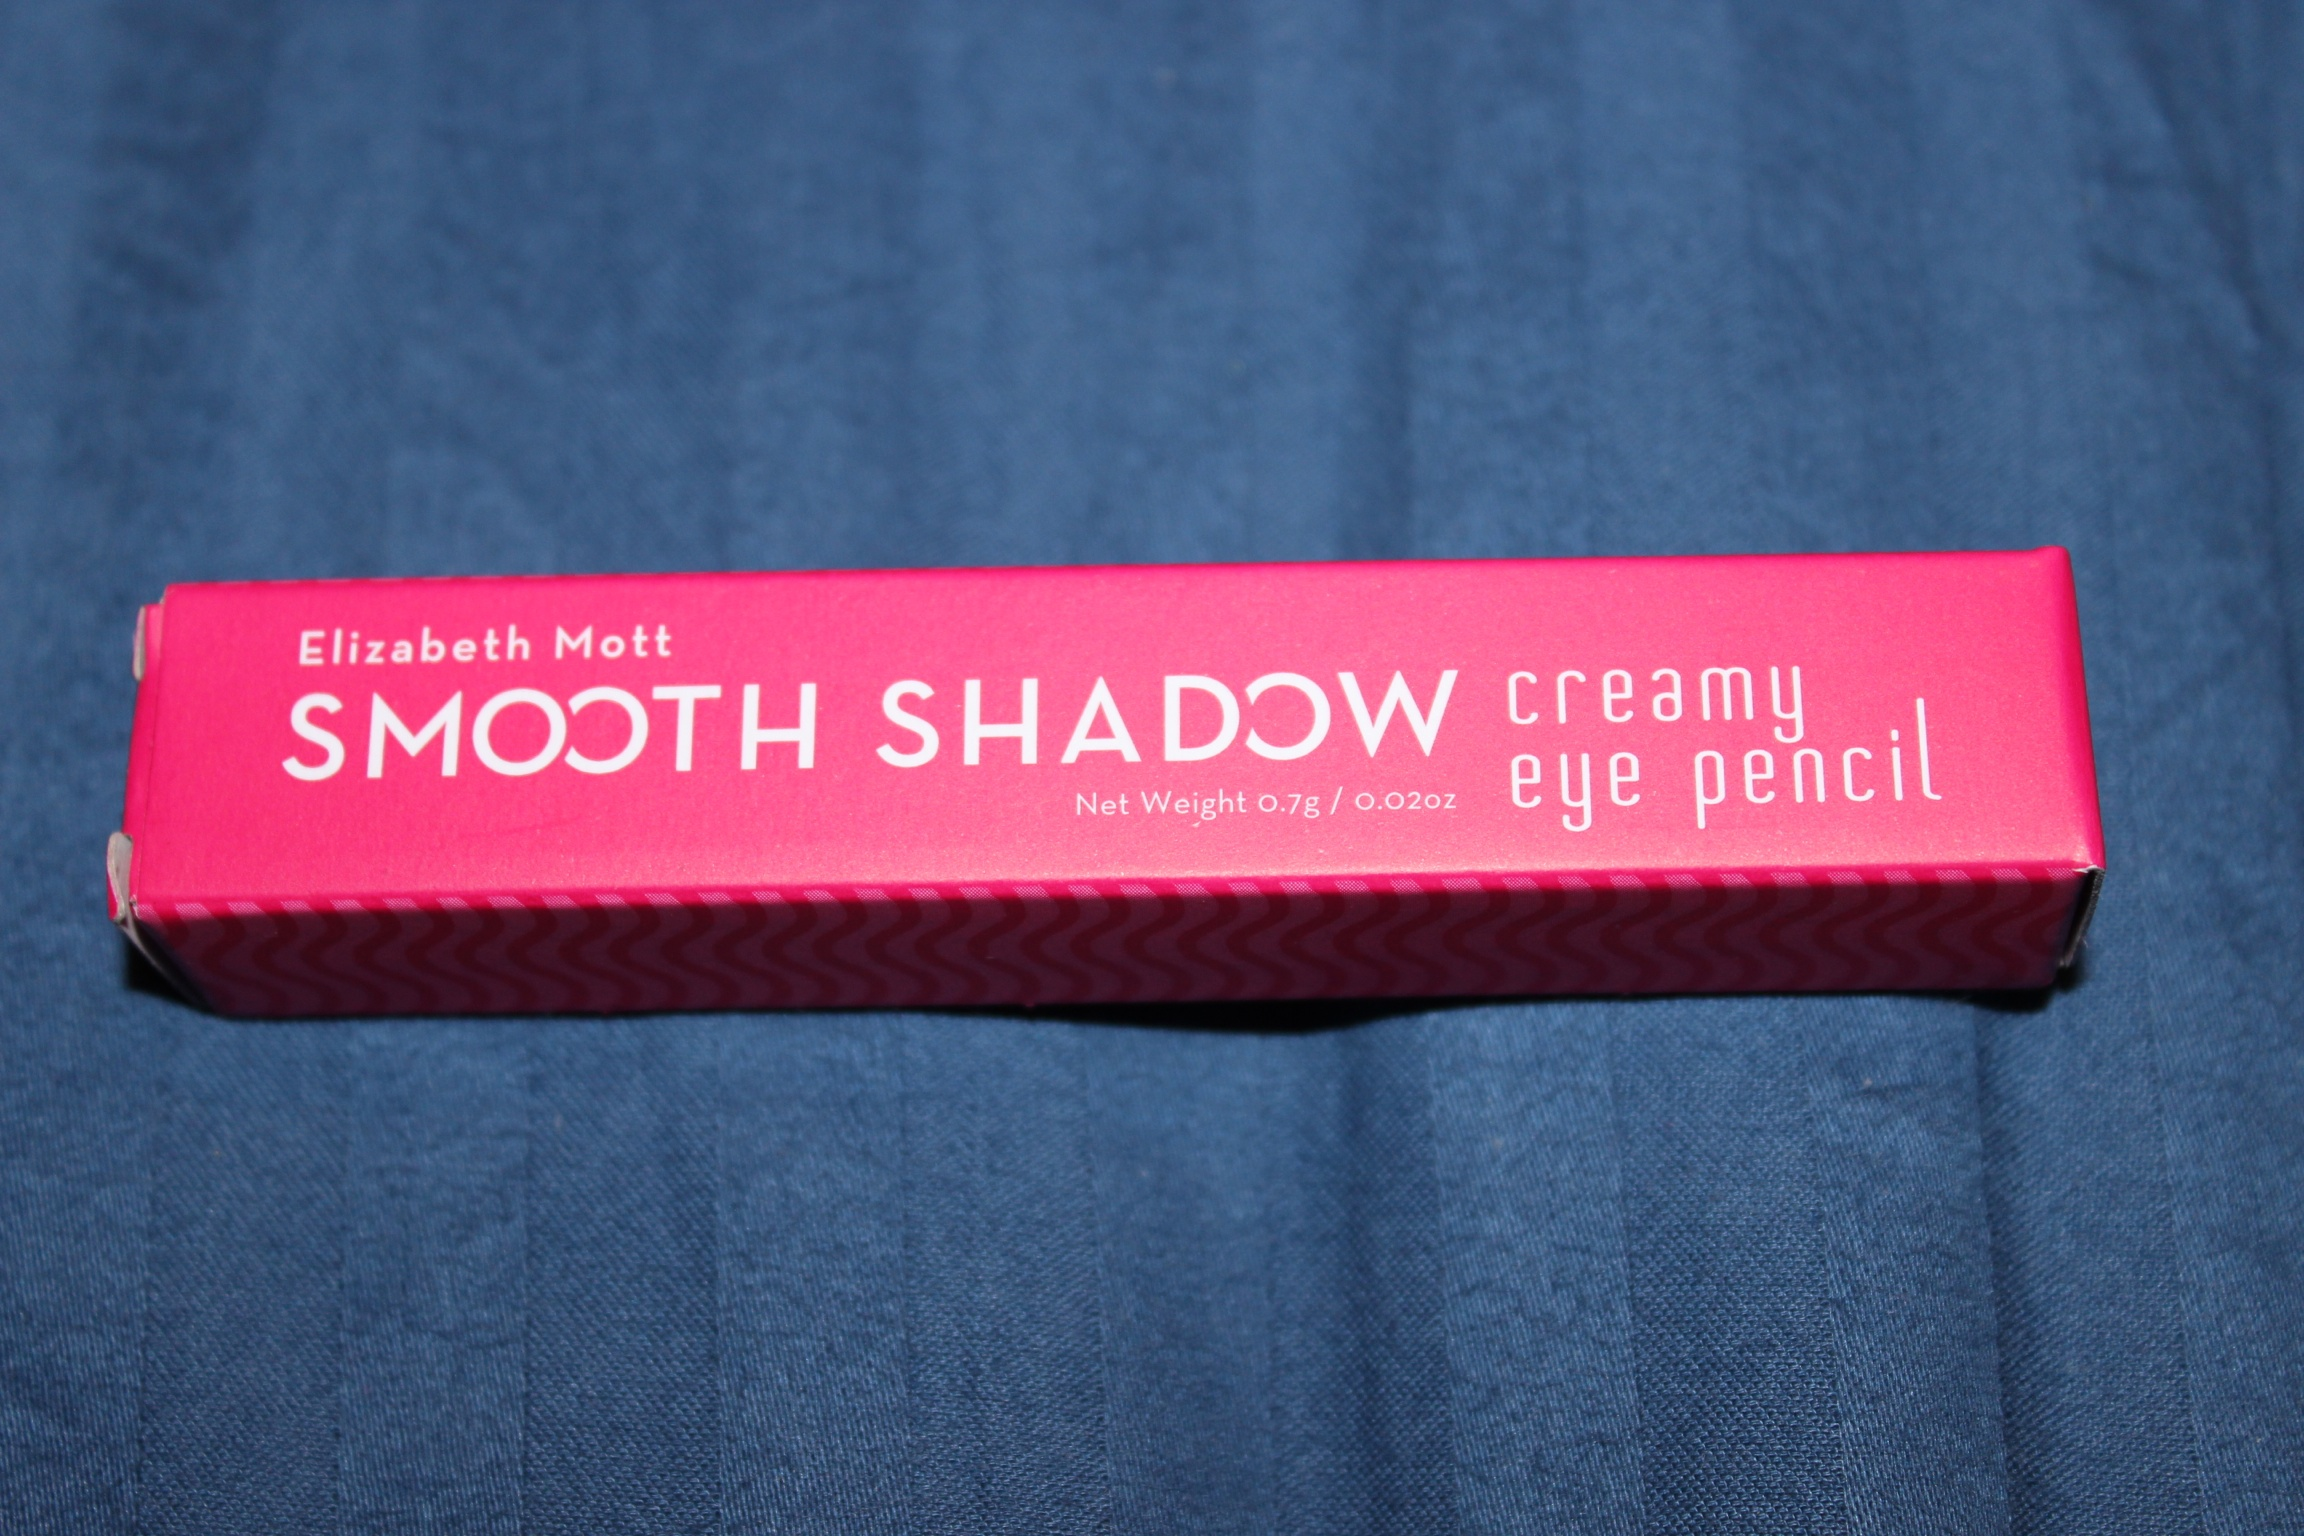 Elizabeth Mott
SMOOTH SHADOW
creamy
eye pencil
Net Weight 0.7g / 0.02oz